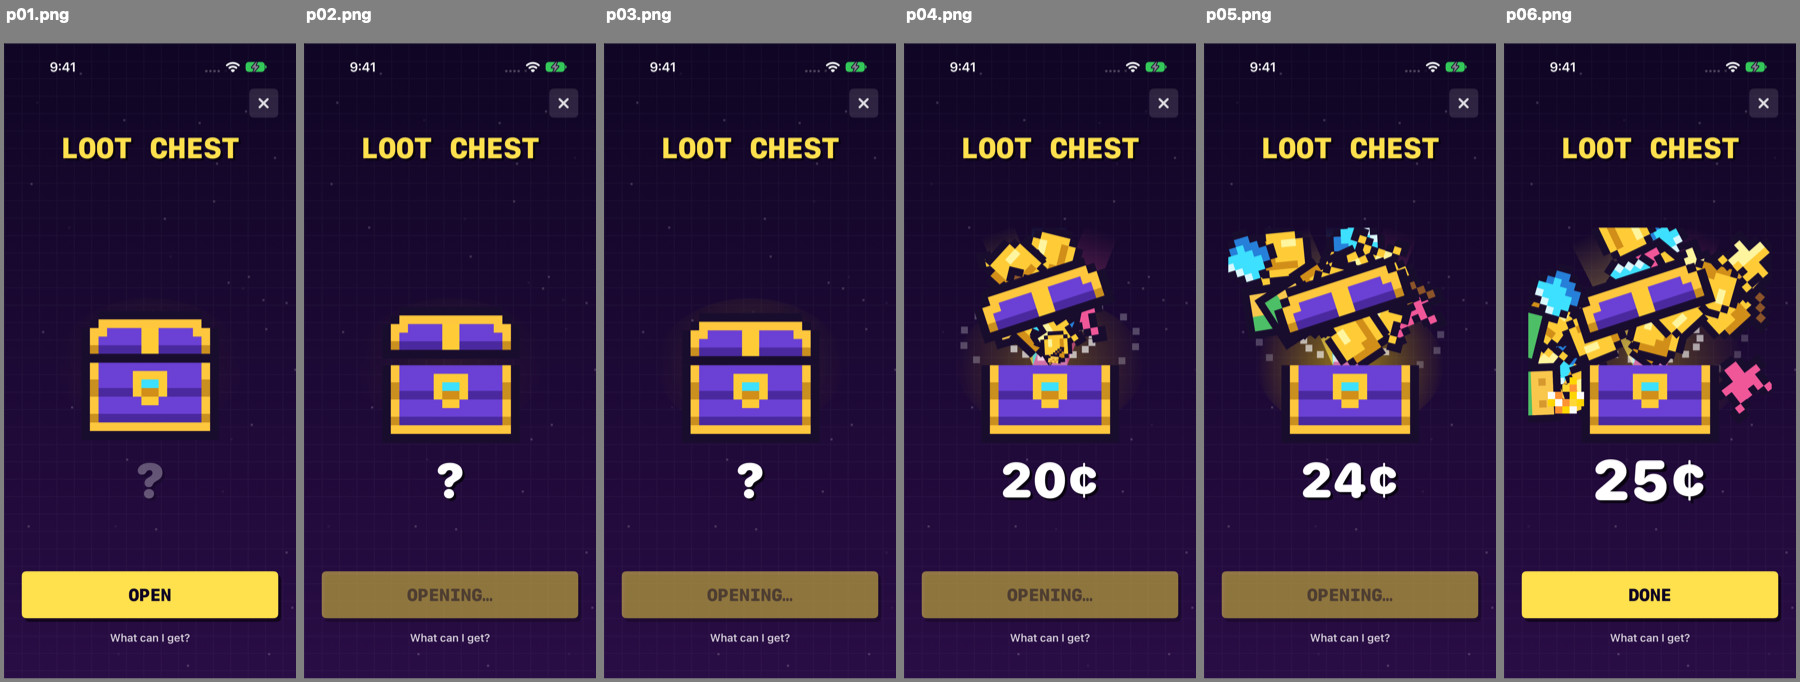 p01.png
9:41
LOOT CHEST
?
OPEN
What can I get?
p02.png
9:41
LOOT CHEST
?
OPENING…
What can I get?
p03.png
9:41
LOOT CHEST
?
OPENING…
What can I get?
p04.png
9:41
LOOT CHEST
20¢
OPENING…
What can I get?
p05.png
9:41
LOOT CHEST
24¢
OPENING…
What can I get?
p06.png
9:41
LOOT CHEST
25¢
DONE
What can I get?